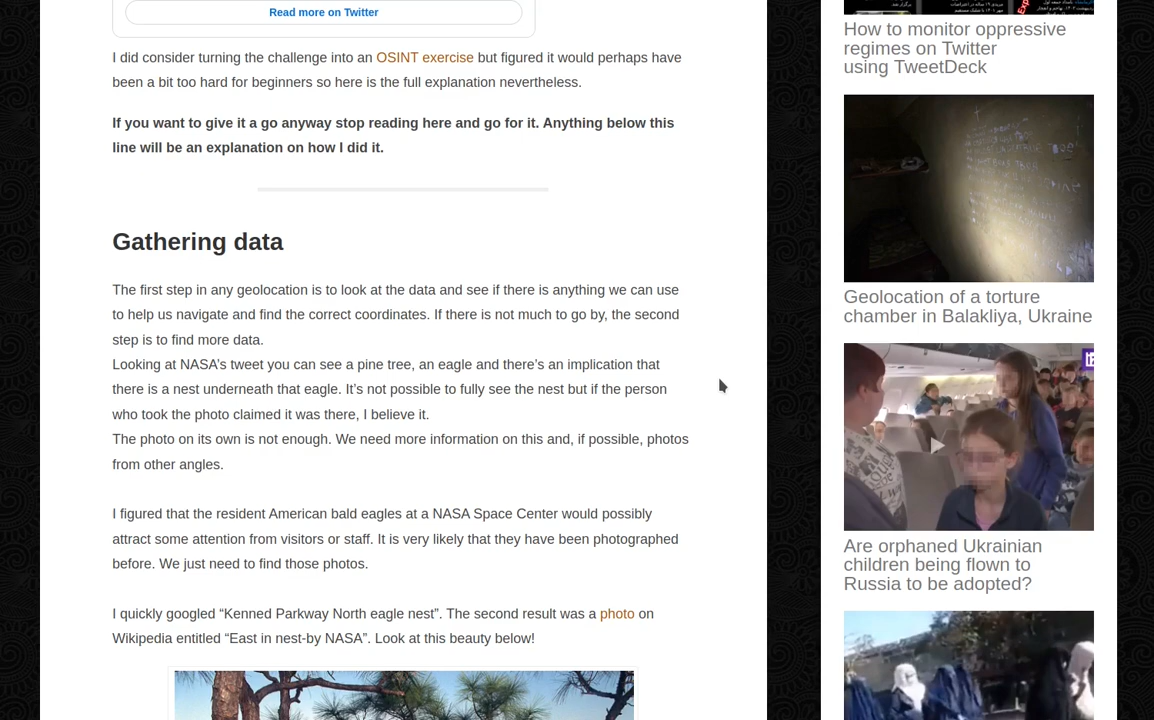 Read more on Twitter
I did consider turning the challenge into an OSINT exercise but figured it would perhaps have
been a bit too hard for beginners so here is the full explanation nevertheless.
If you want to give it a go anyway stop reading here and go for it. Anything below this
line will be an explanation on how I did it.
Gathering data
The first step in any geolocation is to look at the data and see if there is anything we can use
to help us navigate and find the correct coordinates. If there is not much to go by, the second
step is to find more data.
Looking at NASA’s tweet you can see a pine tree, an eagle and there’s an implication that
there is a nest underneath that eagle. It’s not possible to fully see the nest but if the person
who took the photo claimed it was there, I believe it.
The photo on its own is not enough. We need more information on this and, if possible, photos
from other angles.
I figured that the resident American bald eagles at a NASA Space Center would possibly
attract some attention from visitors or staff. It is very likely that they have been photographed
before. We just need to find those photos.
I quickly googled “Kenned Parkway North eagle nest”. The second result was a photo on
Wikipedia entitled “East in nest-by NASA”. Look at this beauty below!
How to monitor oppressive
regimes on Twitter
using TweetDeck
Geolocation of a torture
chamber in Balakliya, Ukraine
Are orphaned Ukrainian
children being flown to
Russia to be adopted?